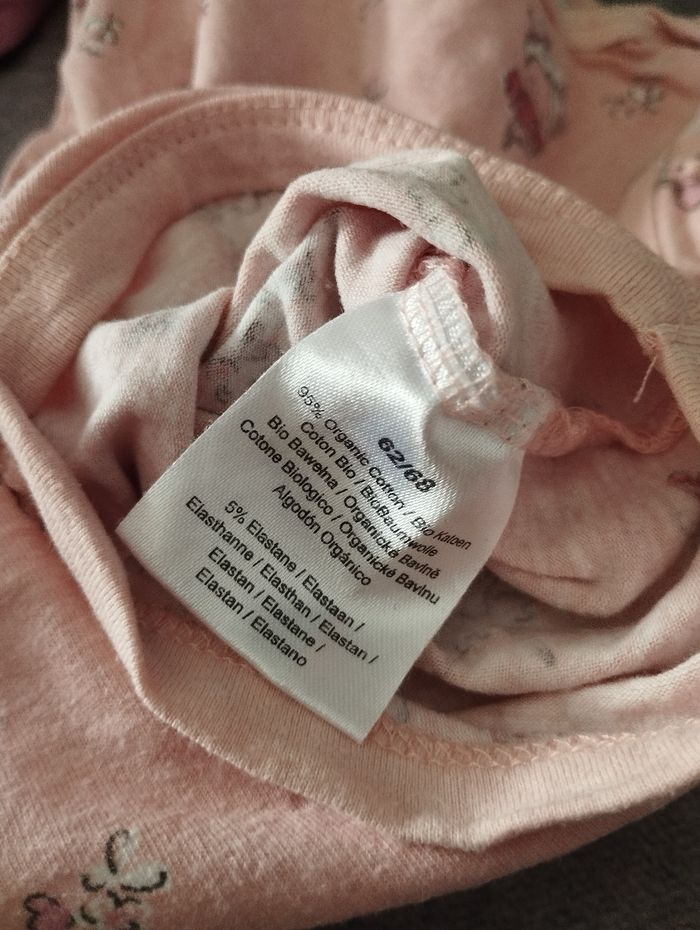 62/68
95% Organic Cotton / Bio Katoen
Coton Bio / BioBaumwolle
Bio Bawełna / Organické Bavlně
Cotone Biologico / Organické Bavlnu
Algodón Orgánico
5% Elastane / Elastaan /
Elasthanne / Elasthan / Elastan /
Elastan / Elastane /
Elastan / Elastano